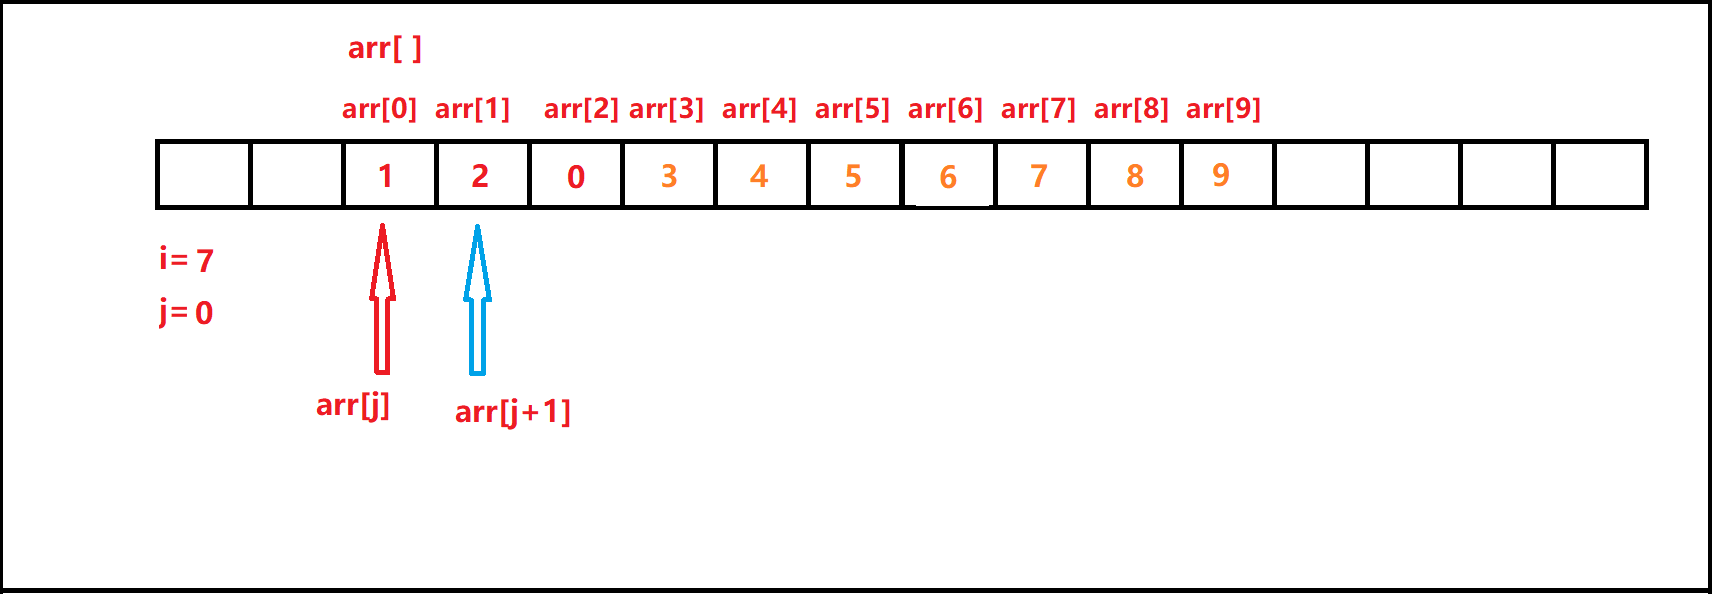 arr[ ]
arr[0] arr[1] arr[2] arr[3] arr[4] arr[5] arr[6] arr[7] arr[8] arr[9]
1 2 0 3 4 5 6 7 8 9
i= 7
j= 0
arr[j] arr[j+1]